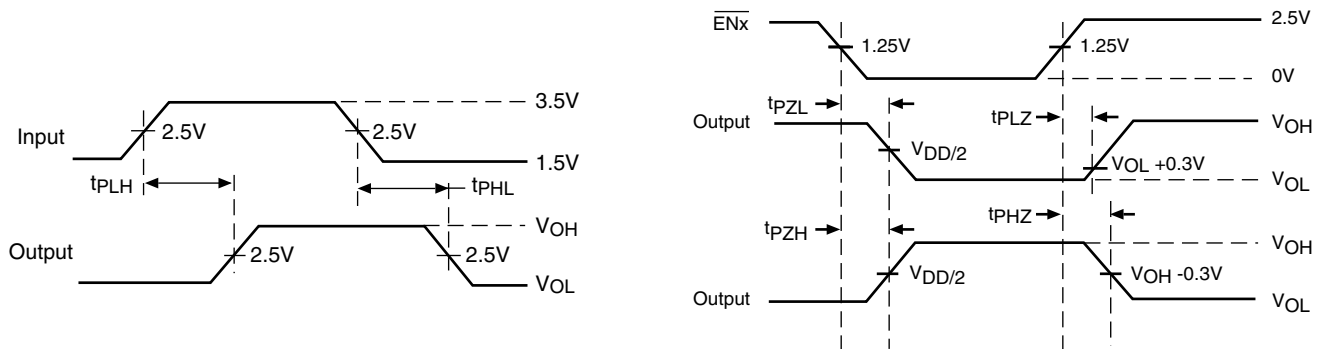 Input
2.5V
2.5V
3.5V
1.5V
tPLH
tPHL
Output
2.5V
2.5V
VOH
VOL
ENx
1.25V
1.25V
2.5V
0V
tPZL
tPLZ
Output
VDD/2
VOL +0.3V
VOH
VOL
tPZH
tPHZ
Output
VDD/2
VOH -0.3V
VOH
VOL